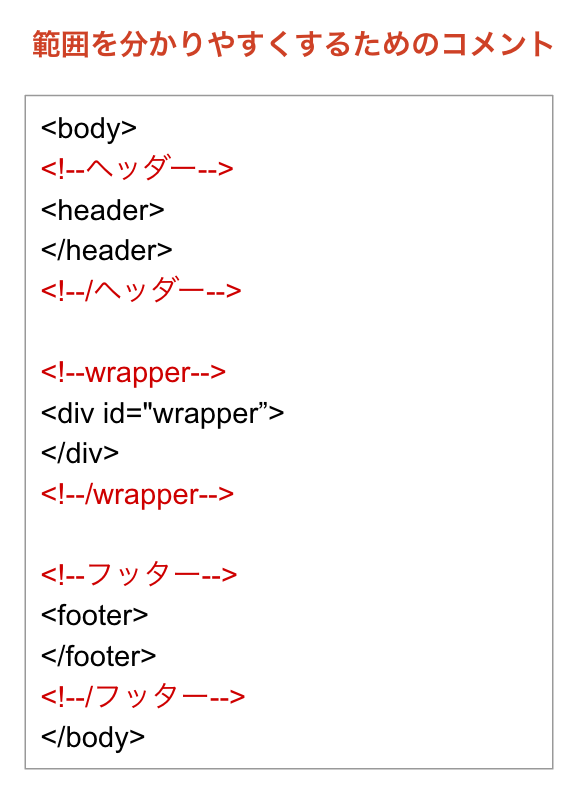 範囲を分かりやすくするためのコメント
<body>
<!--ヘッダー-->
<header>
</header>
<!--/ヘッダー-->
<!--wrapper-->
<div id="wrapper”>
</div>
<!--/wrapper-->
<!--フッター-->
<footer>
</footer>
<!--/フッター-->
</body>